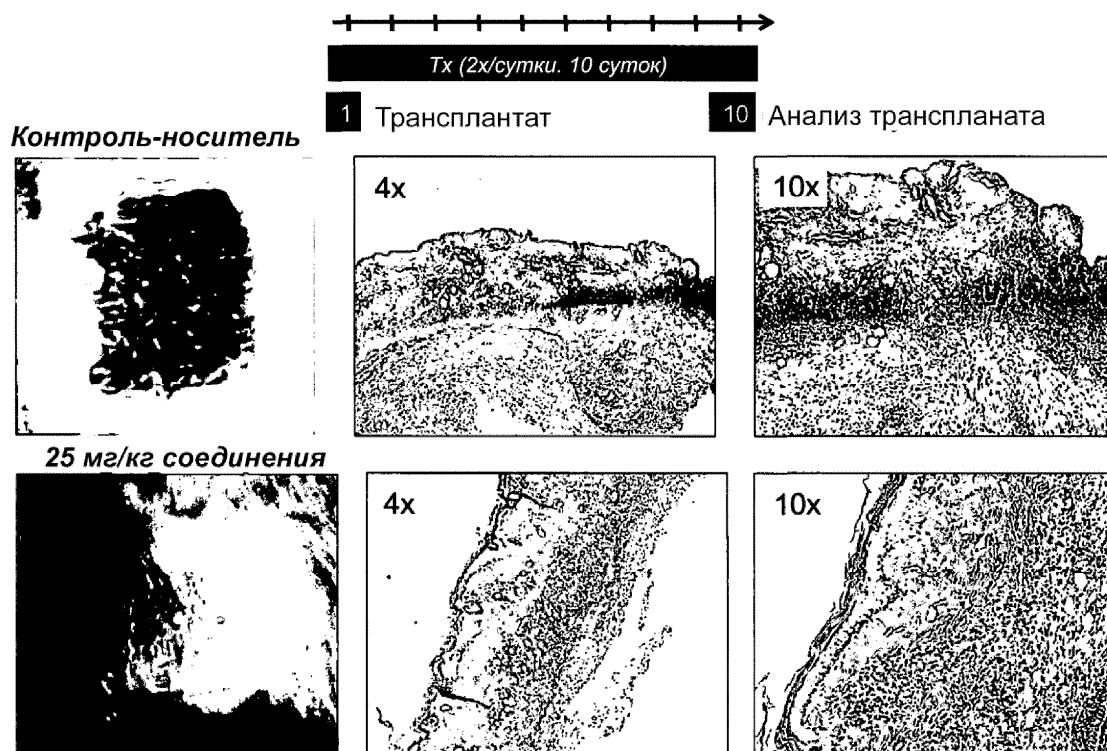 Tx (2x/сутки. 10 суток)
1 Трансплантат
10 Анализ транспланата
Контроль-носитель
4x
10x
25 мг/кг соединения
4x
10x